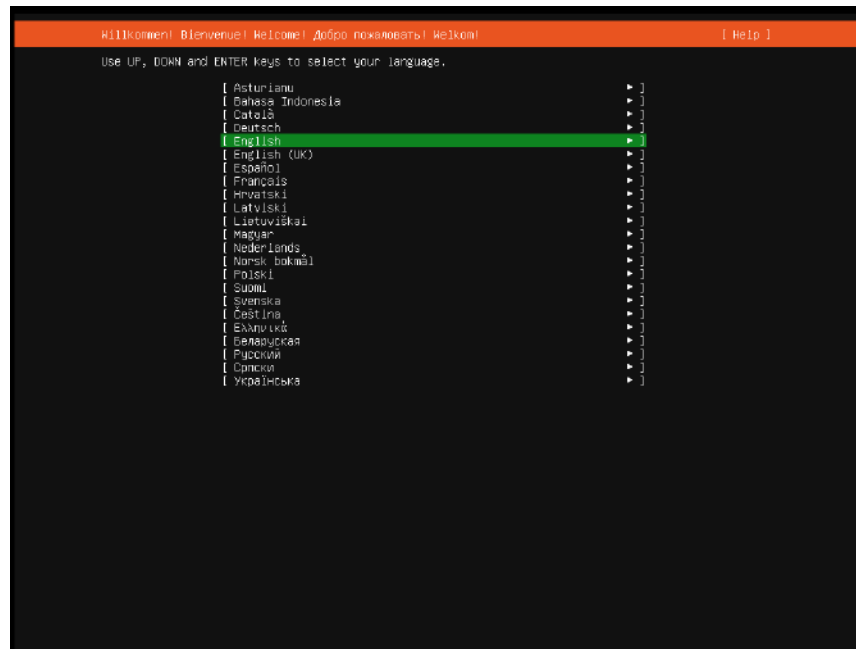 Willkommen! Bienvenue! Welcome! Добро пожаловать! Welkom! [ Help ]
Use UP, DOWN and ENTER keys to select your language.
[ Asturianu ► ]
[ Bahasa Indonesia ► ]
[ Català ► ]
[ Deutsch ► ]
[ English ► ]
[ English (UK) ► ]
[ Español ► ]
[ Français ► ]
[ Hrvatski ► ]
[ Latviski ► ]
[ Lietuviškai ► ]
[ Magyar ► ]
[ Nederlands ► ]
[ Norsk bokmål ► ]
[ Polski ► ]
[ Suomi ► ]
[ Svenska ► ]
[ Čeština ► ]
[ Ελληνικά ► ]
[ Беларуская ► ]
[ Русский ► ]
[ Српски ► ]
[ Українська ► ]